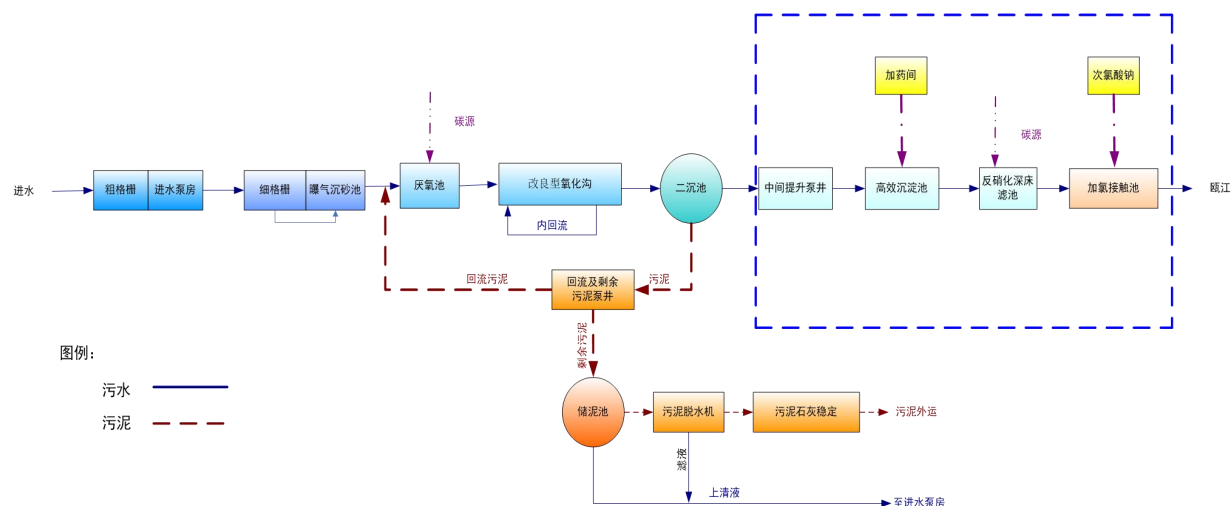 加药间
次氯酸钠
碳源
碳源
进水
粗格栅
进水泵房
细格栅
曝气沉砂池
厌氧池
改良型氧化沟
二沉池
中间提升泵井
高效沉淀池
反硝化深床
滤池
加氯接触池
瓯江
内回流
回流污泥
回流及剩余
污泥泵井
污泥
剩余污泥
图例：
污水
污泥
储泥池
污泥脱水机
污泥石灰稳定
污泥外运
滤液
上清液
至进水泵房